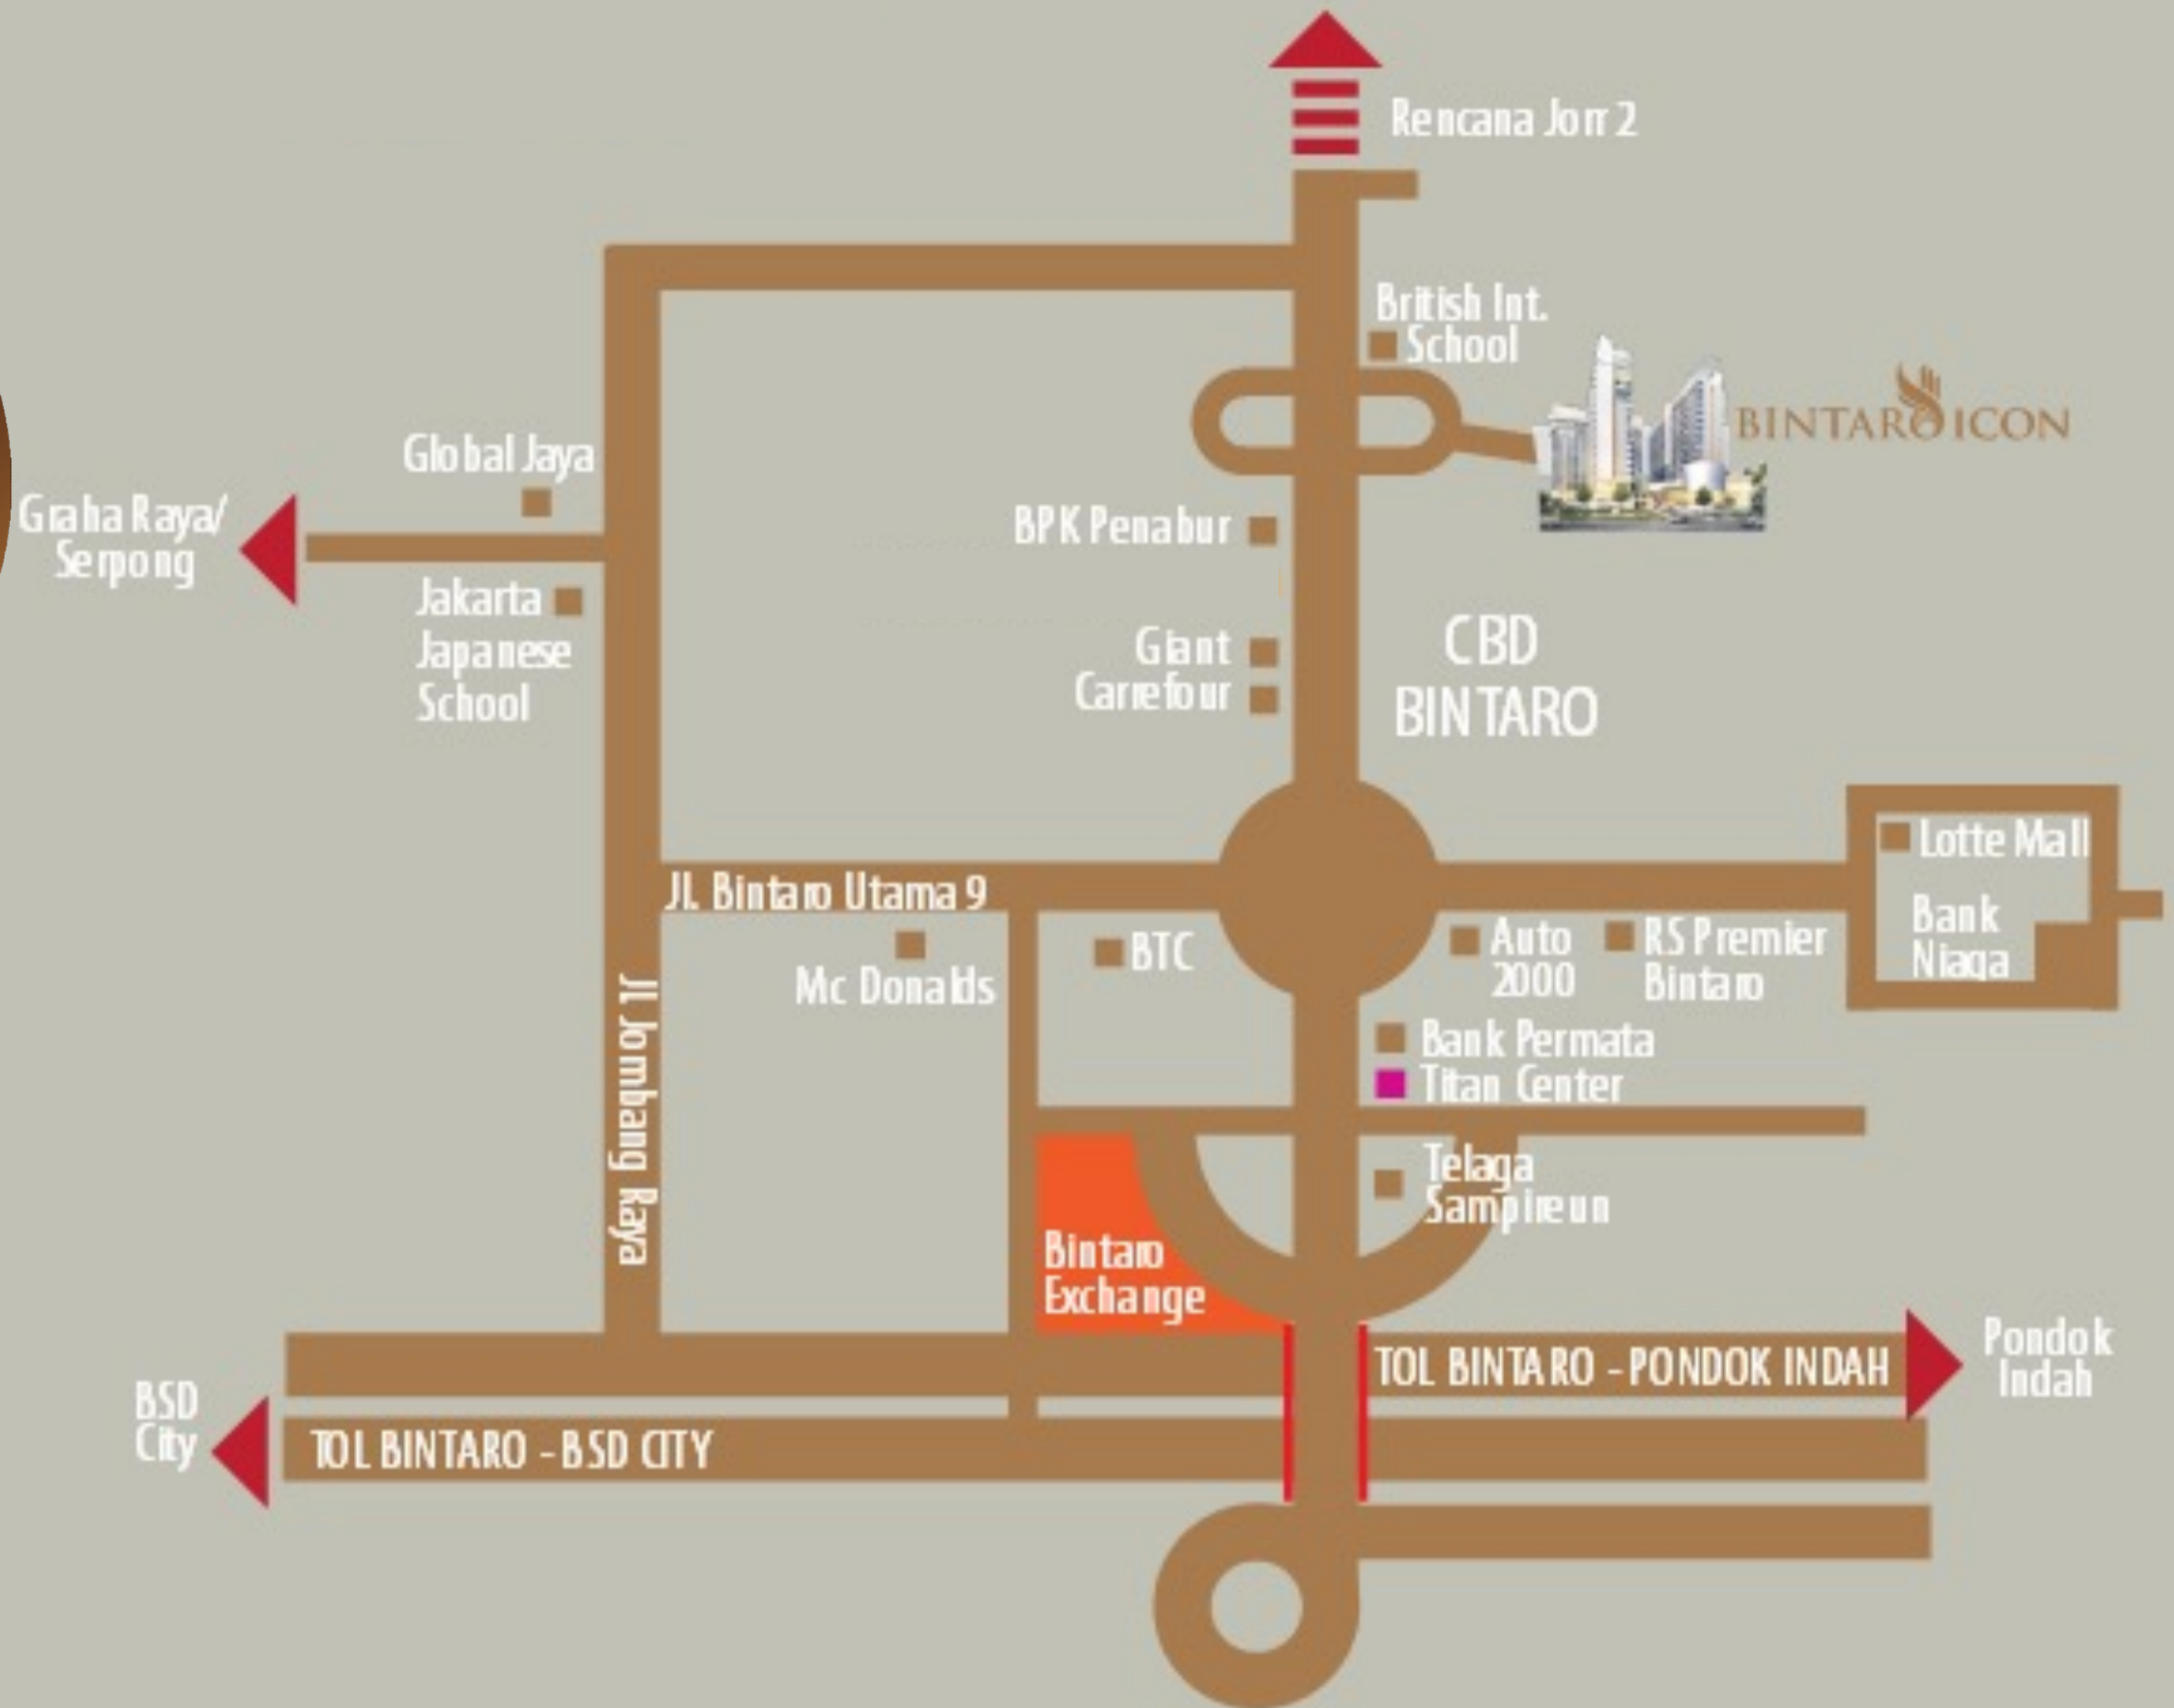 Rencana Jorr 2
British Int.
School
BINTARO ICON
Global Jaya
Graha Raya/
Serpong
BPK Penabur
Jakarta
Japanese
School
Giant
Carrefour
CBD
BINTARO
Lotte Mall
Jl. Bintaro Utama 9
Bank
Niaga
Mc Donalds
BTC
Auto
2000
RS Premier
Bintaro
Jl Jombang Raya
Bank Permata
Titan Center
Telaga
Sampireun
Bintaro
Exchange
TOL BINTARO - PONDOK INDAH
Pondok
Indah
BSD
City
TOL BINTARO - BSD CITY